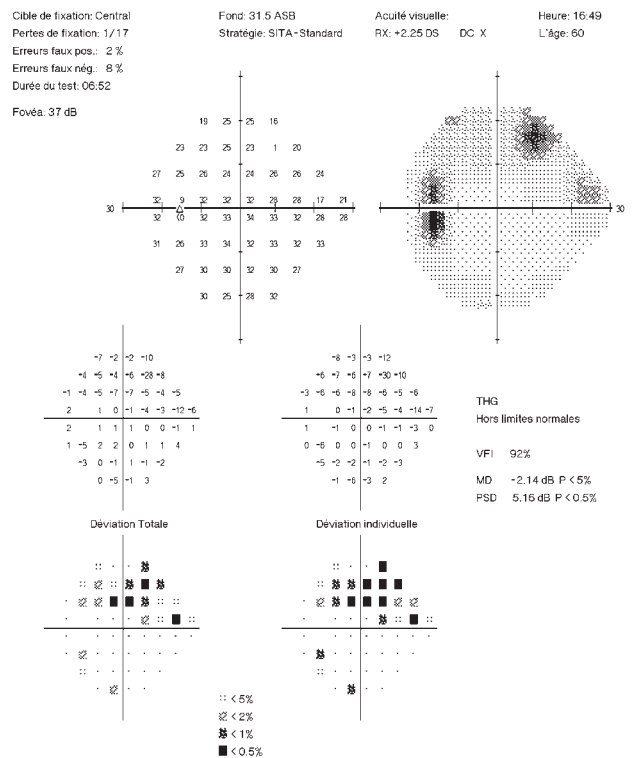 Cible de fixation: Central
Pertes de fixation: 1/17
Erreurs faux pos.: 2 %
Erreurs faux nég.: 8 %
Durée du test: 06:52
Fovéa: 37 dB
Fond: 31.5 ASB
Stratégie: SITA-Standard
Acuité visuelle:
RX: +2.25 DS DC X
Heure: 16:49
L'âge: 60
19 25 25 16
23 23 25 23 1 20
27 25 26 24 24 26 26 24
32 9 32 32 32 28 28 17 21
30
32 32 33 34 33 32 28 28
31 26 33 34 32 33 32 33
27 30 30 32 30 27
30 25 28 32
30
-7 -2 -2 -10
-4 -5 -4 -6 -28 -8
-1 -4 -5 -7 -7 -5 -4 -5
2 1 0 -1 -4 -3 -12 -6
2 1 1 1 0 0 -1 1
1 -5 2 2 0 1 1 4
-3 0 -1 1 -1 -2
0 -5 -1 3
Déviation Totale
-8 -3 -3 -12
-6 -7 -6 -7 -30 -10
-3 -6 -6 -8 -8 -6 -5 -6
1 0 -1 -2 -5 -4 -14 -7
1 0 0 0 -1 -1 -3 0
0 -6 0 0 -1 0 0 3
-5 -2 -2 -1 -2 -3
-1 -6 -3 2
Déviation individuelle
THG
Hors limites normales
VFI 92%
MD -2.14 dB P < 5%
PSD 5.16 dB P < 0.5%
< 5%
< 2%
< 1%
< 0.5%